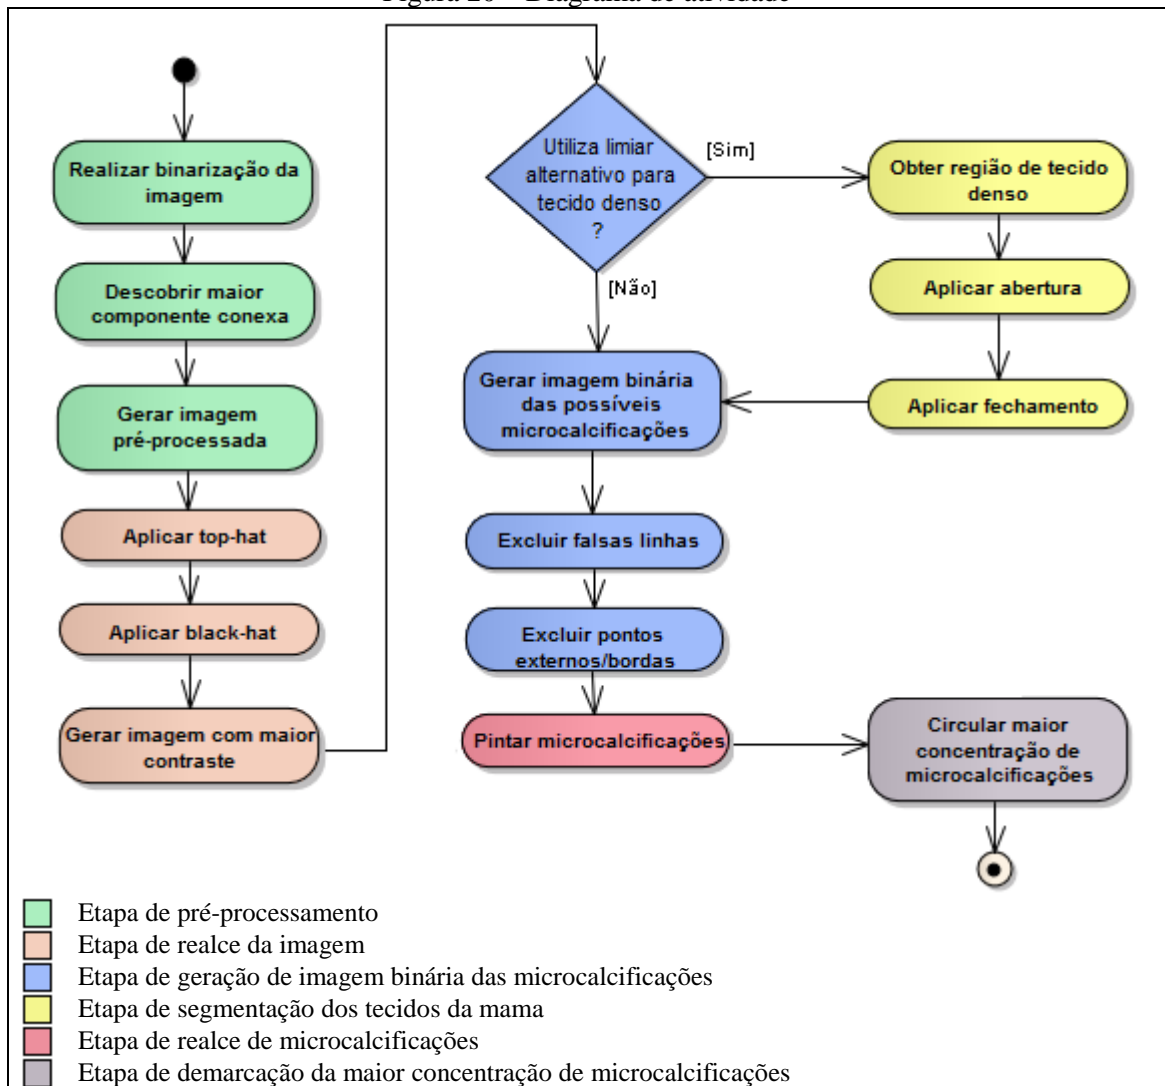 Figura 20 – Diagrama de atividade
Realizar binarização da
imagem
Descobrir maior
componente conexa
Gerar imagem
pré-processada
Aplicar top-hat
Aplicar black-hat
Gerar imagem com maior
contraste
Utiliza limiar
alternativo para
tecido denso
?
[Sim]
[Não]
Obter região de tecido
denso
Aplicar abertura
Aplicar fechamento
Gerar imagem binária
das possíveis
microcalcificações
Excluir falsas linhas
Excluir pontos
externos/bordas
Pintar microcalcificações
Circular maior
concentração de
microcalcificações
Etapa de pré-processamento
Etapa de realce da imagem
Etapa de geração de imagem binária das microcalcificações
Etapa de segmentação dos tecidos da mama
Etapa de realce de microcalcificações
Etapa de demarcação da maior concentração de microcalcificações